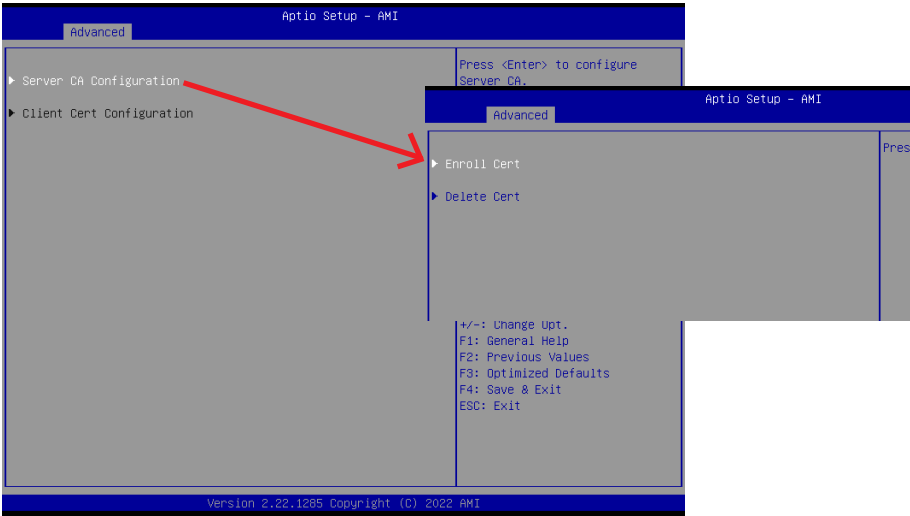 Aptio Setup – AMI
Advanced
Server CA Configuration
Client Cert Configuration
Press <Enter> to configure
Server CA.
Aptio Setup – AMI
Advanced
Enroll Cert
Delete Cert
Pres
+/-: Change Opt.
F1: General Help
F2: Previous Values
F3: Optimized Defaults
F4: Save & Exit
ESC: Exit
Version 2.22.1285 Copyright (C) 2022 AMI